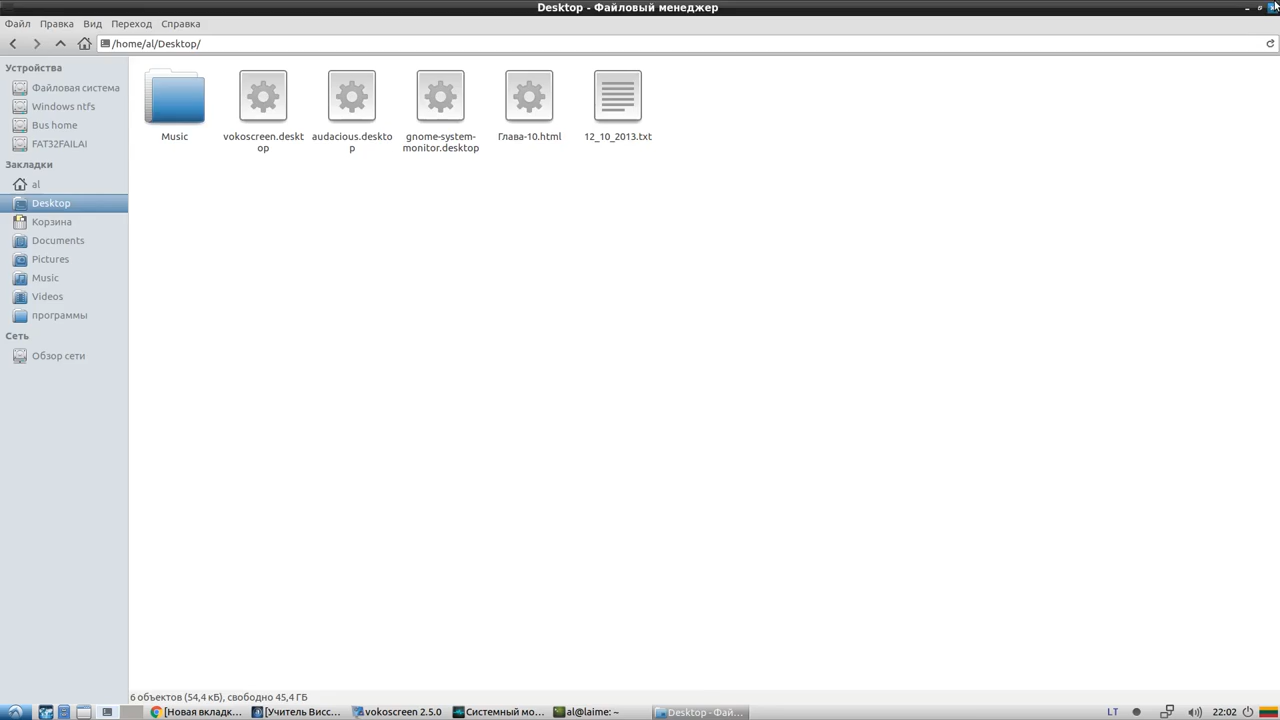 Desktop - Файловый менеджер
Файл Правка Вид Переход Справка
/home/al/Desktop/
Устройства
Файловая система
Windows ntfs
Bus home
FAT32FAILAI
Закладки
al
Desktop
Корзина
Documents
Pictures
Music
Videos
программы
Сеть
Обзор сети
Music
vokoscreen.deskt
op
audacious.deskto
p
gnome-system-
monitor.desktop
Глава-10.html
12_10_2013.txt
6 объектов (54,4 кБ), свободно 45,4 ГБ
[Новая вкладк... [Учитель Висс... vokoscreen 2.5.0 Системный мо... al@laime: ~ Desktop - Фай... LT 22:02